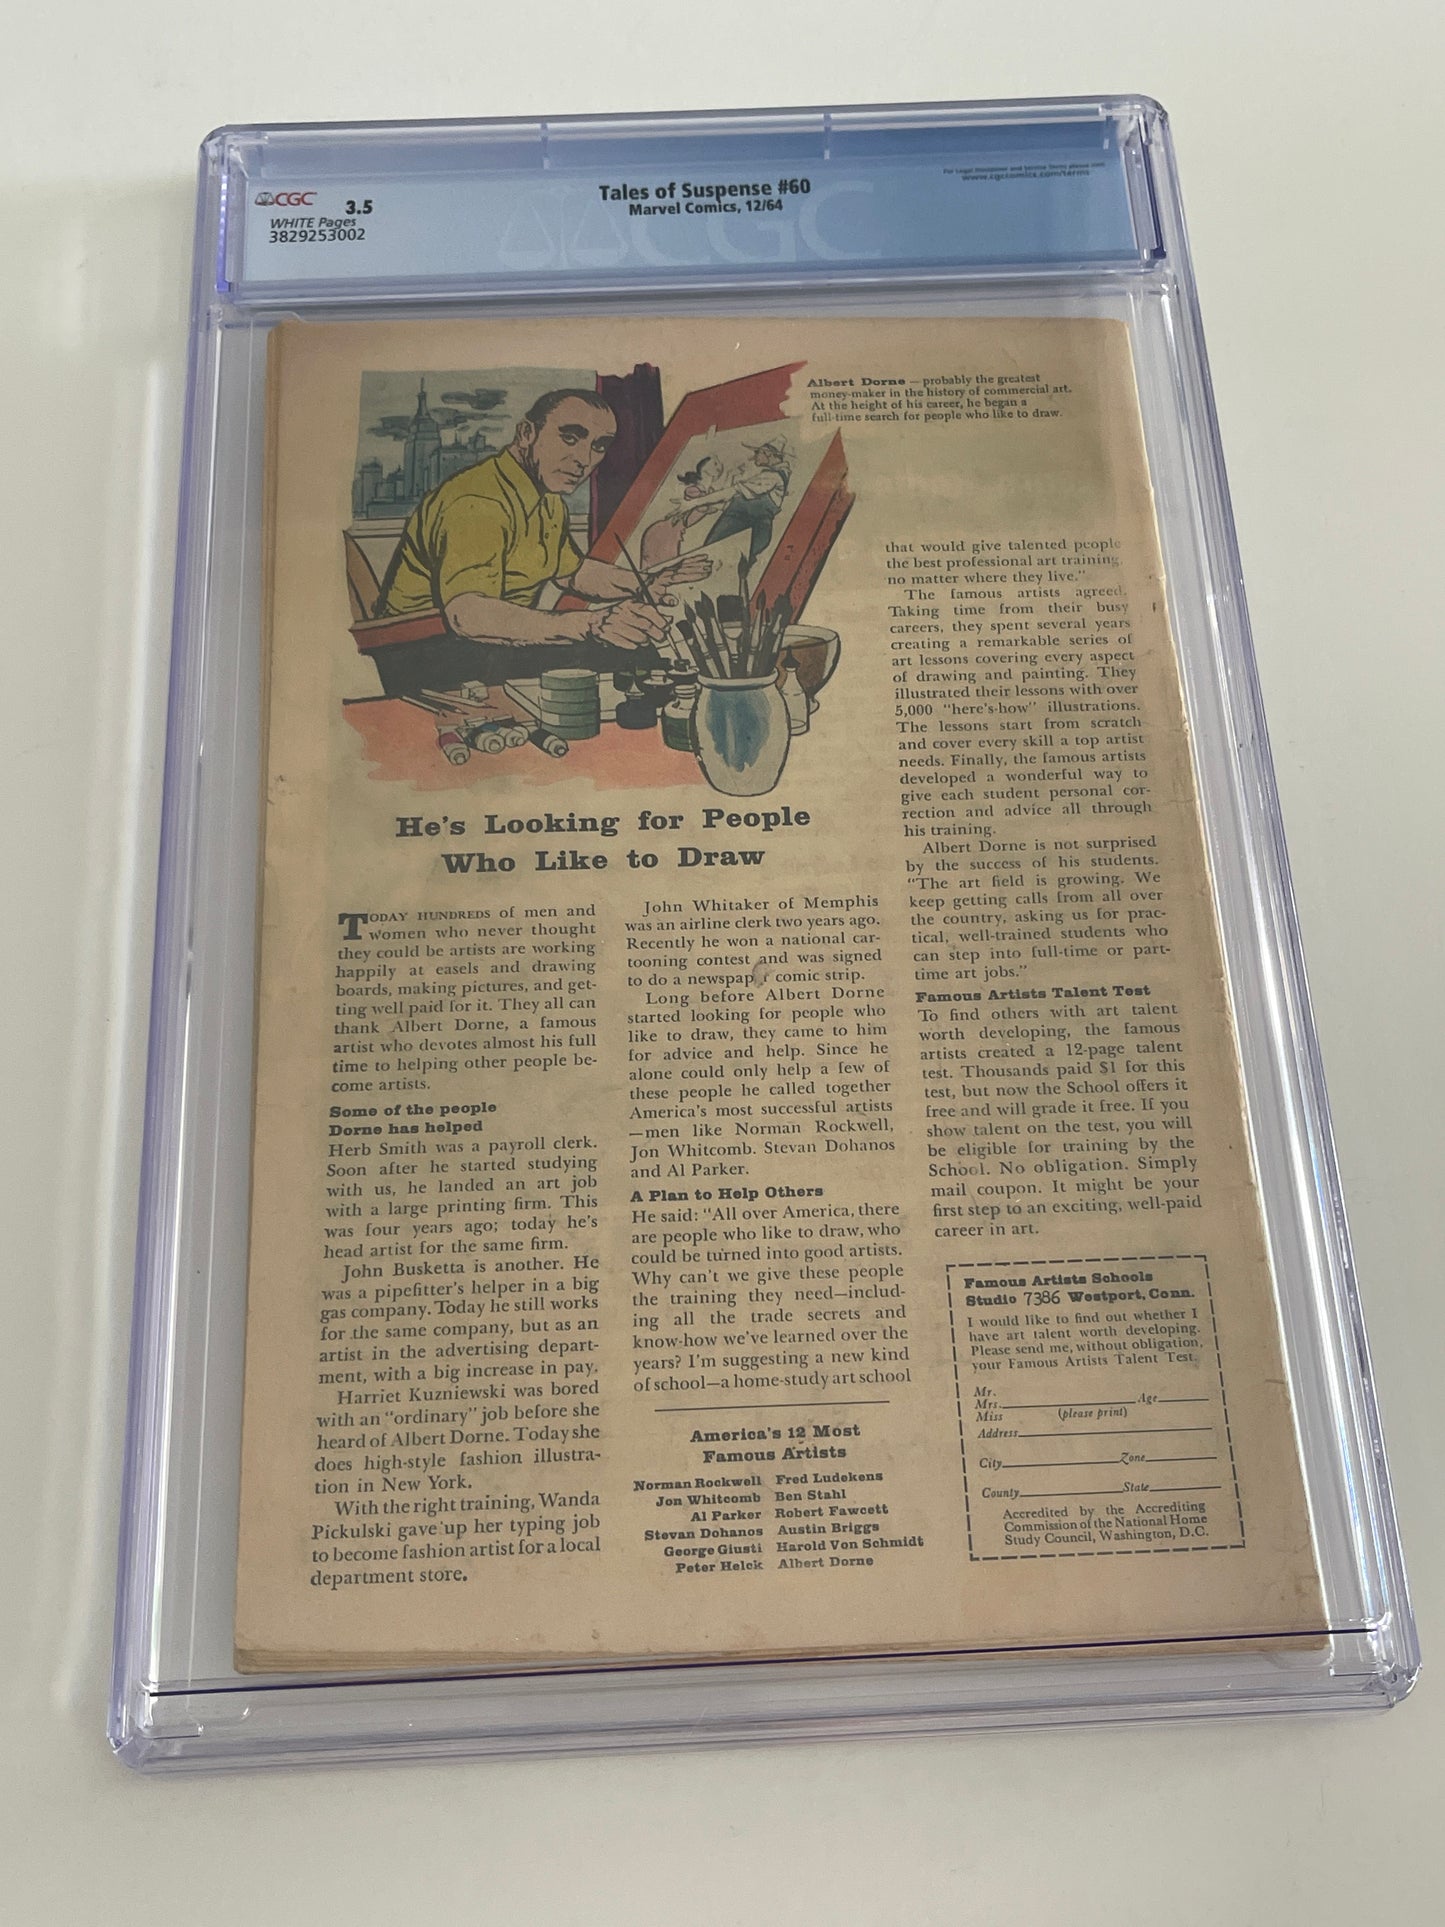 CGC 3.5
WHITE Pages
3829253002
Tales of Suspense #60
Marvel Comics, 12/64
For Legal Disclaimer and Service Terms please visit
www.cgccomics.com/terms
CGC
Albert Dorne — probably the greatest
money-maker in the history of commercial art.
At the height of his career, he began a
full-time search for people who like to draw.
He's Looking for People
Who Like to Draw
TODAY HUNDREDS of men and
women who never thought
they could be artists are working
happily at easels and drawing
boards, making pictures, and get-
ting well paid for it. They all can
thank Albert Dorne, a famous
artist who devotes almost his full
time to helping other people be-
come artists.
Some of the people
Dorne has helped
Herb Smith was a payroll clerk.
Soon after he started studying
with us, he landed an art job
with a large printing firm. This
was four years ago; today he's
head artist for the same firm.
John Busketta is another. He
was a pipefitter's helper in a big
gas company. Today he still works
for the same company, but as an
artist in the advertising depart-
ment, with a big increase in pay.
Harriet Kuzniewski was bored
with an "ordinary" job before she
heard of Albert Dorne. Today she
does high-style fashion illustra-
tion in New York.
With the right training, Wanda
Pickulski gave up her typing job
to become fashion artist for a local
department store.
John Whitaker of Memphis
was an airline clerk two years ago.
Recently he won a national car-
tooning contest and was signed
to do a newspap r comic strip.
Long before Albert Dorne
started looking for people who
like to draw, they came to him
for advice and help. Since he
alone could only help a few of
these people he called together
America's most successful artists
—men like Norman Rockwell,
Jon Whitcomb. Stevan Dohanos
and Al Parker.
A Plan to Help Others
He said: "All over America, there
are people who like to draw, who
could be turned into good artists.
Why can't we give these people
the training they need—includ-
ing all the trade secrets and
know-how we've learned over the
years? I'm suggesting a new kind
of school—a home-study art school
America's 12 Most
Famous Artists
Norman Rockwell Fred Ludekens
Jon Whitcomb Ben Stahl
Al Parker Robert Fawcett
Stevan Dohanos Austin Briggs
George Giusti Harold Von Schmidt
Peter Helck Albert Dorne
that would give talented people
the best professional art training,
no matter where they live."
The famous artists agreed.
Taking time from their busy
careers, they spent several years
creating a remarkable series of
art lessons covering every aspect
of drawing and painting. They
illustrated their lessons with over
5,000 "here's-how" illustrations.
The lessons start from scratch
and cover every skill a top artist
needs. Finally, the famous artists
developed a wonderful way to
give each student personal cor-
rection and advice all through
his training.
Albert Dorne is not surprised
by the success of his students.
"The art field is growing. We
keep getting calls from all over
the country, asking us for prac-
tical, well-trained students who
can step into full-time or part-
time art jobs."
Famous Artists Talent Test
To find others with art talent
worth developing, the famous
artists created a 12-page talent
test. Thousands paid $1 for this
test, but now the School offers it
free and will grade it free. If you
show talent on the test, you will
be eligible for training by the
School. No obligation. Simply
mail coupon. It might be your
first step to an exciting, well-paid
career in art.
Famous Artists Schools
Studio 7386 Westport, Conn.
I would like to find out whether I
have art talent worth developing.
Please send me, without obligation,
your Famous Artists Talent Test.
Mr.
Mrs. Age
Miss (please print)
Address
City Zone
County State
Accredited by the Accrediting
Commission of the National Home
Study Council, Washington, D.C.